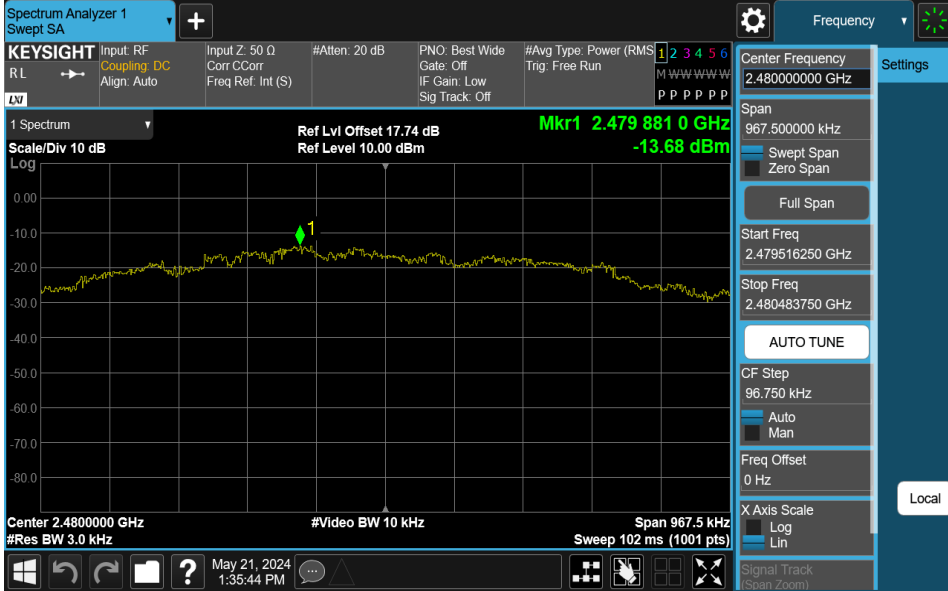 Spectrum Analyzer 1
Swept SA
+
Frequency
KEYSIGHT
RL
LXI
Input: RF
Coupling: DC
Align: Auto
Input Z: 50 Ω
Corr CCorr
Freq Ref: Int (S)
#Atten: 20 dB
PNO: Best Wide
Gate: Off
IF Gain: Low
Sig Track: Off
#Avg Type: Power (RMS
Trig: Free Run
1 2 3 4 5 6
M W W W W W
P P P P P P
1 Spectrum
Scale/Div 10 dB
Ref Lvl Offset 17.74 dB
Ref Level 10.00 dBm
Mkr1 2.479 881 0 GHz
-13.68 dBm
Log
0.00
-10.0
-20.0
-30.0
-40.0
-50.0
-60.0
-70.0
-80.0
1
Center 2.4800000 GHz
#Res BW 3.0 kHz
#Video BW 10 kHz
Span 967.5 kHz
Sweep 102 ms (1001 pts)
Center Frequency
2.480000000 GHz
Span
967.500000 kHz
Swept Span
Zero Span
Full Span
Start Freq
2.479516250 GHz
Stop Freq
2.480483750 GHz
AUTO TUNE
CF Step
96.750 kHz
Auto
Man
Freq Offset
0 Hz
X Axis Scale
Log
Lin
Signal Track
(Span Zoom)
Settings
Local
?
May 21, 2024
1:35:44 PM